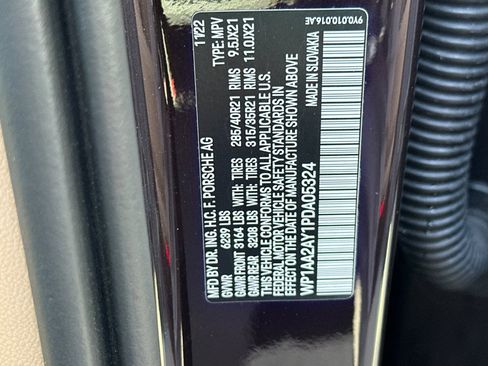 MFD BY DR. ING. H.C. F. PORSCHE AG 11/22
GVWR 6239 LBS TYPE: MPV
GAWR FRONT 3164 LBS WITH: TIRES 285/40R21 RIMS 9.5JX21
GAWR REAR 3208 LBS WITH: TIRES 315/35R21 RIMS 11.0JX21
THIS VEHICLE CONFORMS TO ALL APPLICABLE U.S.
FEDERAL MOTOR VEHICLE SAFETY STANDARDS IN
EFFECT ON THE DATE OF MANUFACTURE SHOWN ABOVE
WP1AA2AY1PDA05324 MADE IN SLOVAKIA
9Y0.010.016.AE